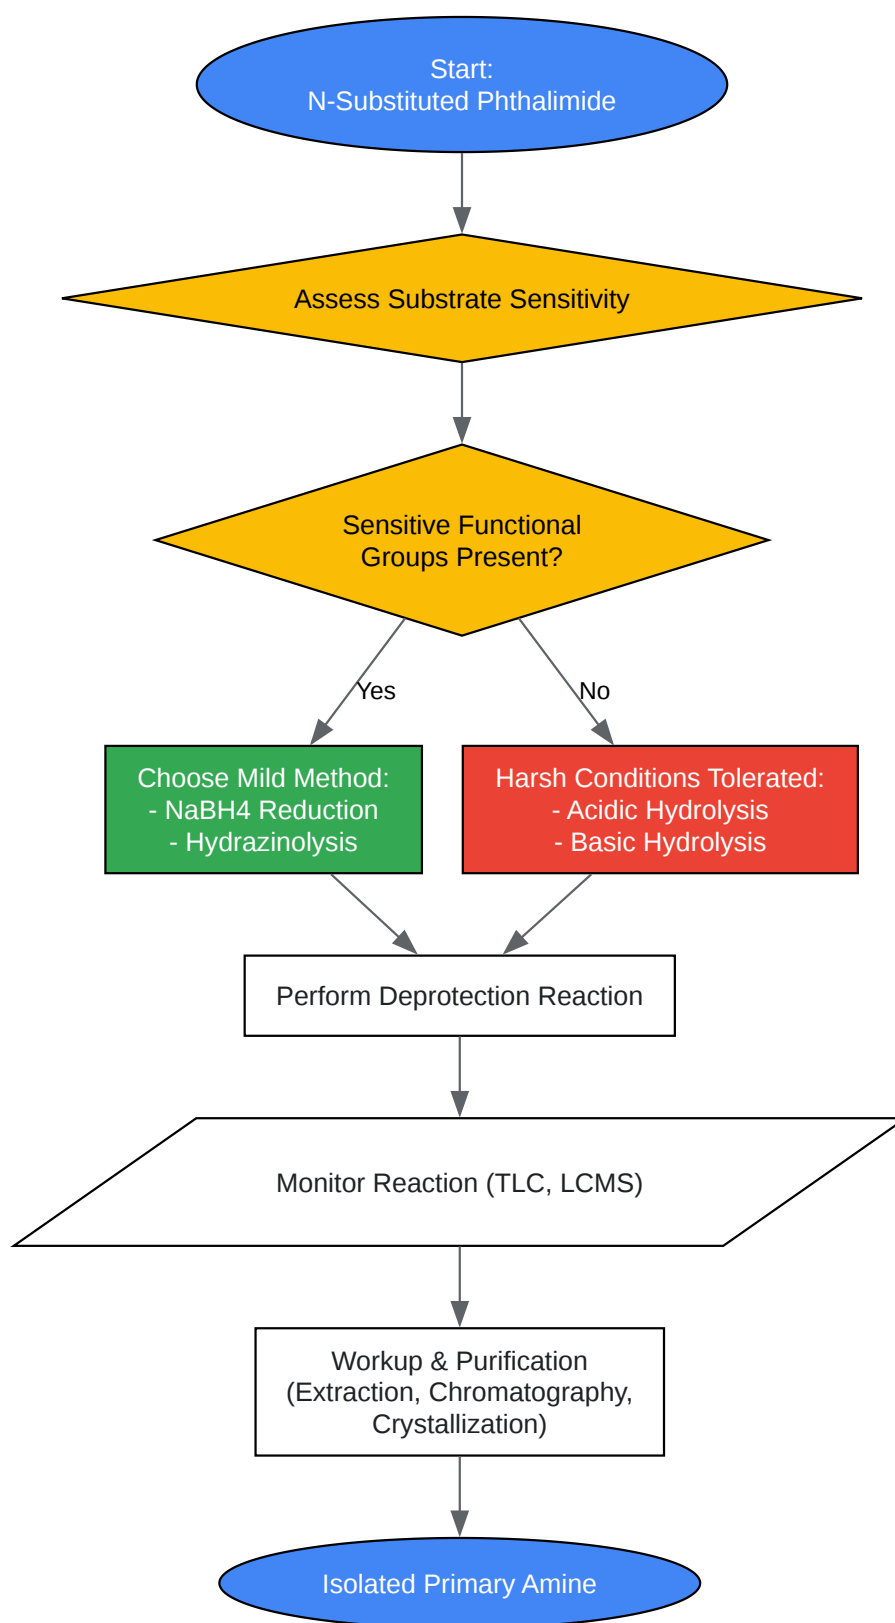 Start:
N-Substituted Phthalimide
Assess Substrate Sensitivity
Sensitive Functional
Groups Present?
Yes
No
Choose Mild Method:
- NaBH4 Reduction
- Hydrazinolysis
Harsh Conditions Tolerated:
- Acidic Hydrolysis
- Basic Hydrolysis
Perform Deprotection Reaction
Monitor Reaction (TLC, LCMS)
Workup & Purification
(Extraction, Chromatography,
Crystallization)
Isolated Primary Amine